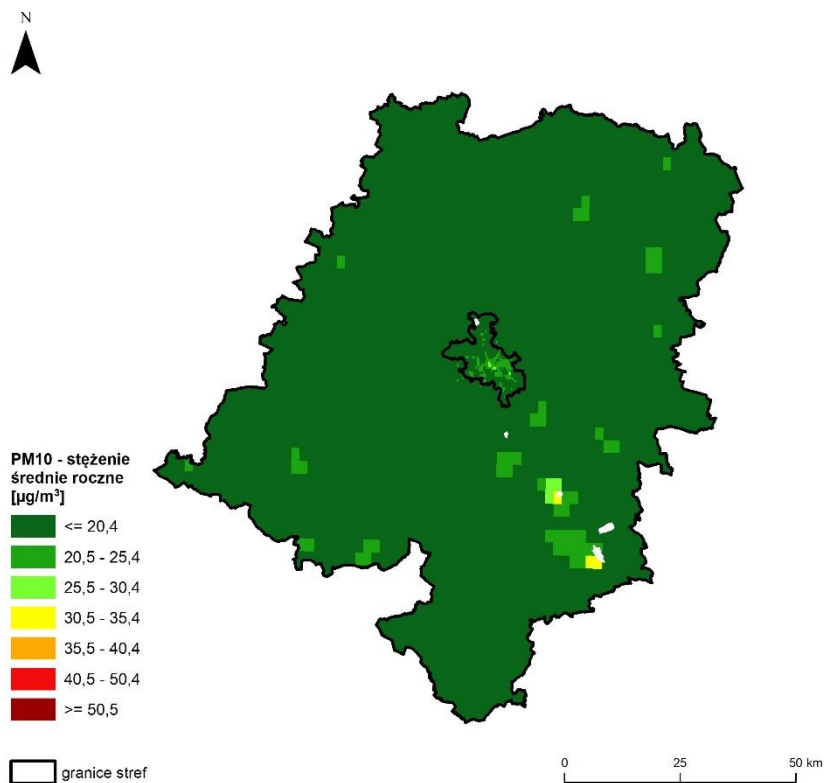 N
PM10 - stężenie
średnie roczne
[µg/m³]
<= 20,4
20,5 - 25,4
25,5 - 30,4
30,5 - 35,4
35,5 - 40,4
40,5 - 50,4
>= 50,5
granice stref
0 25 50 km